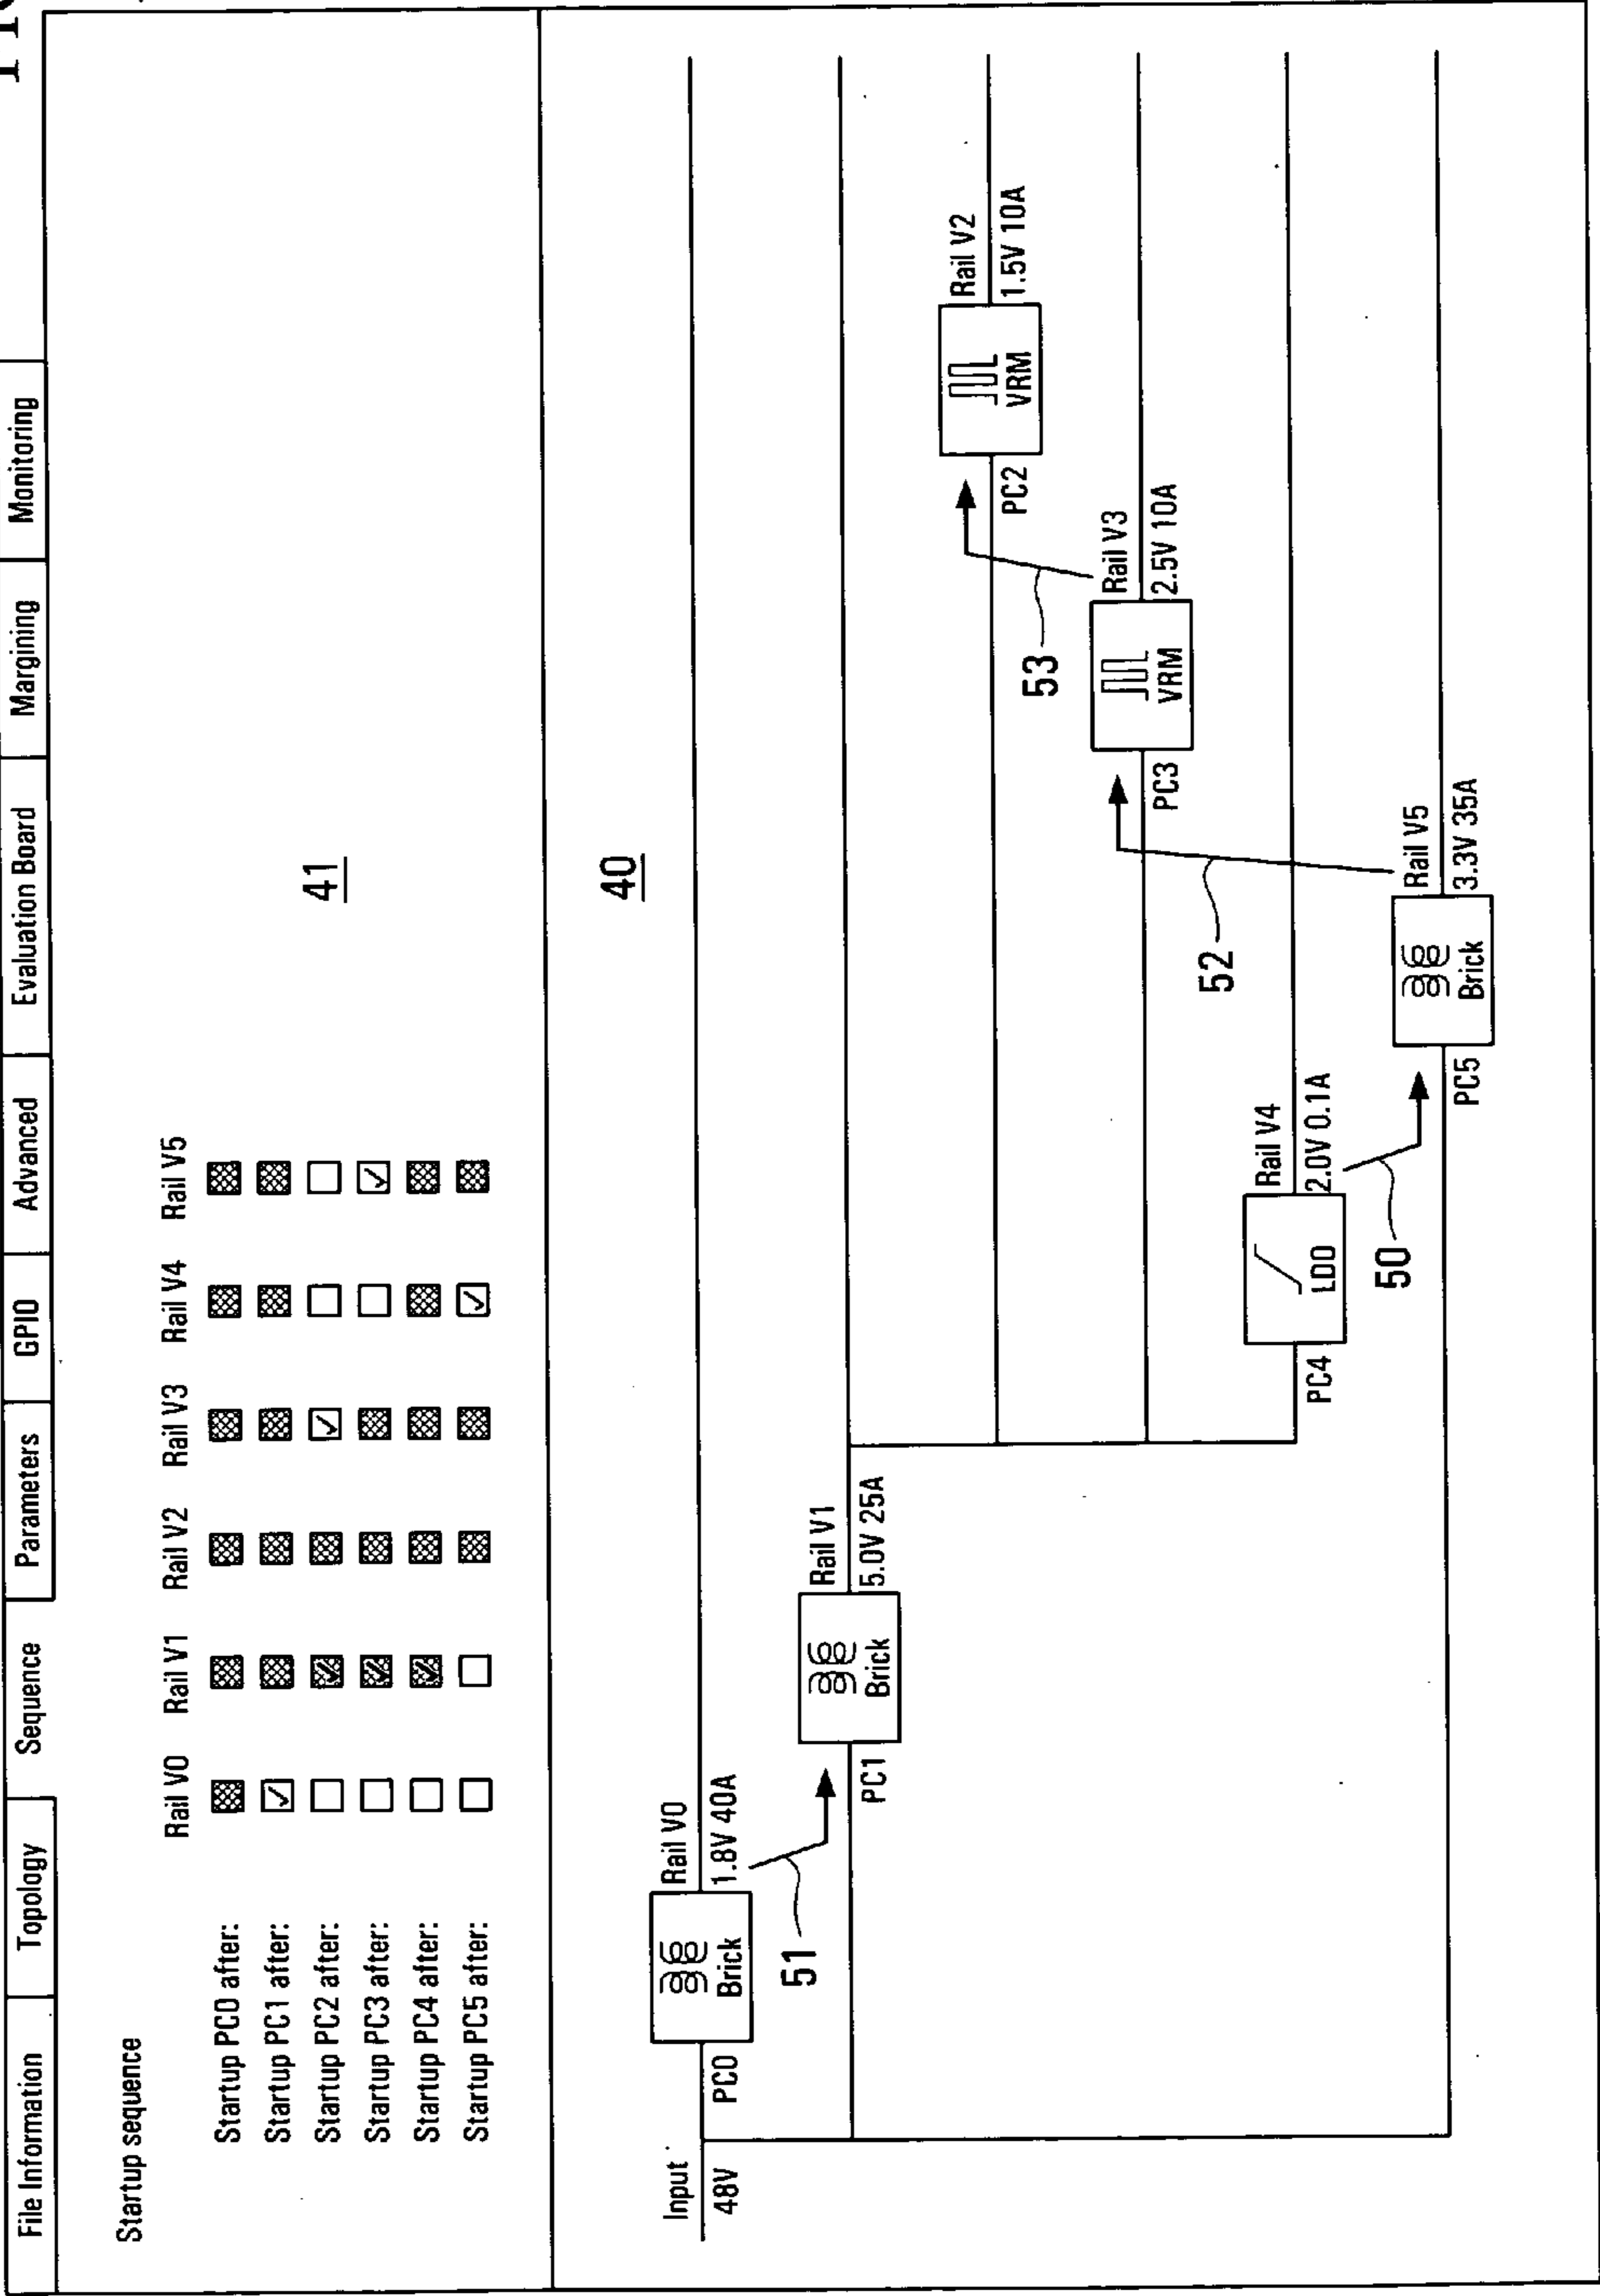 File Information Topology Sequence Parameters GPIO Advanced Evaluation Board Margining Monitoring
Startup sequence
Rail V0 Rail V1 Rail V2 Rail V3 Rail V4 Rail V5
Startup PC0 after:
Startup PC1 after:
Startup PC2 after:
Startup PC3 after:
Startup PC4 after:
Startup PC5 after:
41
40
Input
48V
PC0
Brick
Rail V0
1.8V 40A
51
PC1
Brick
Rail V1
5.0V 25A
PC2
VRM
Rail V2
1.5V 10A
53
PC3
VRM
Rail V3
2.5V 10A
52
PC4
LDO
Rail V4
2.0V 0.1A
50
PC5
Brick
Rail V5
3.3V 35A